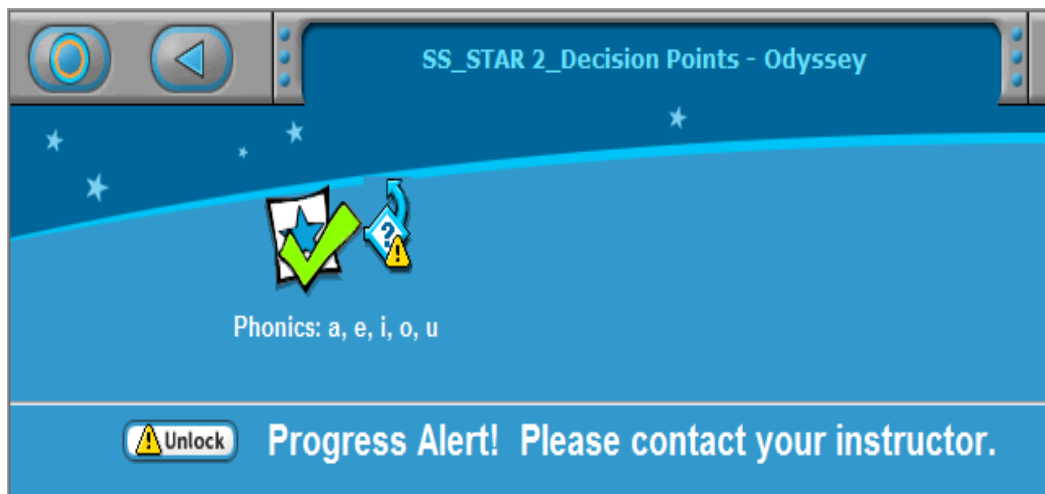 SS_STAR 2_Decision Points - Odyssey
?
Phonics: a, e, i, o, u
Unlock
Progress Alert! Please contact your instructor.